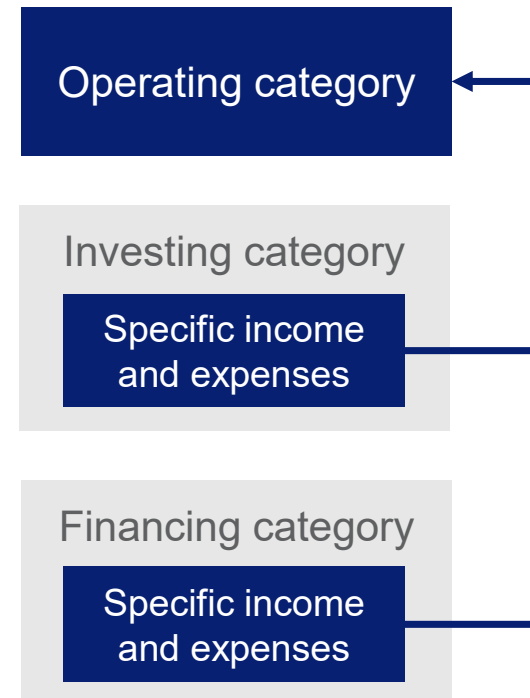 Operating category
Investing category
Specific income
and expenses
Financing category
Specific income
and expenses